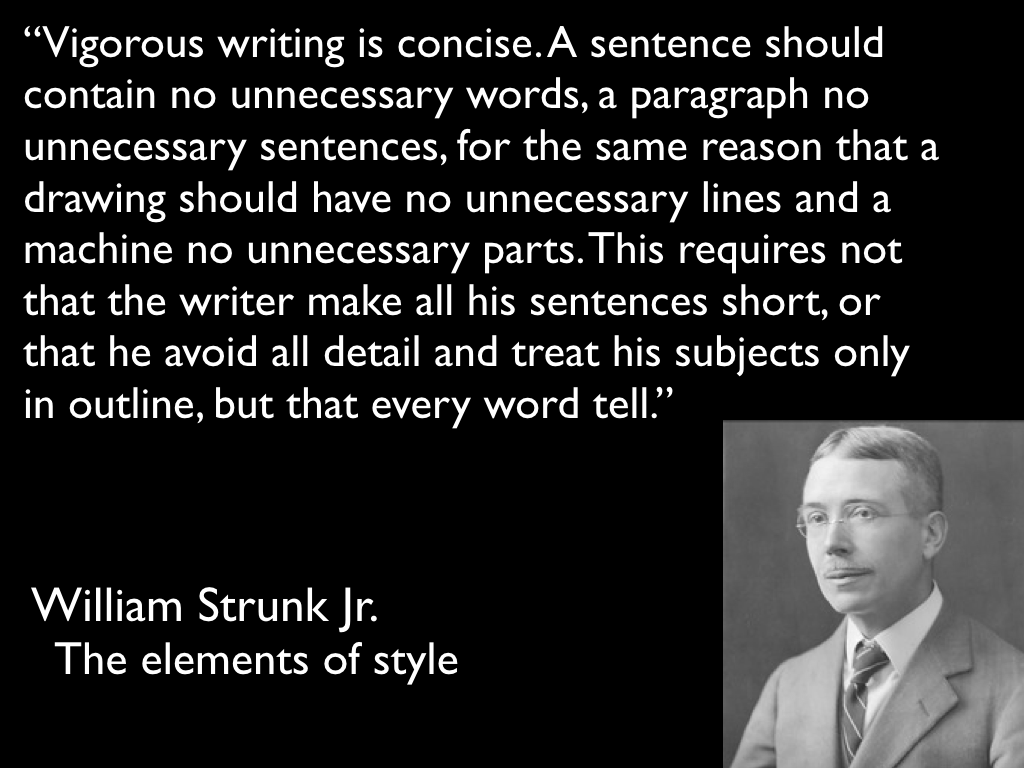 “Vigorous writing is concise. A sentence should
contain no unnecessary words, a paragraph no
unnecessary sentences, for the same reason that a
drawing should have no unnecessary lines and a
machine no unnecessary parts. This requires not
that the writer make all his sentences short, or
that he avoid all detail and treat his subjects only
in outline, but that every word tell.”
William Strunk Jr.
The elements of style